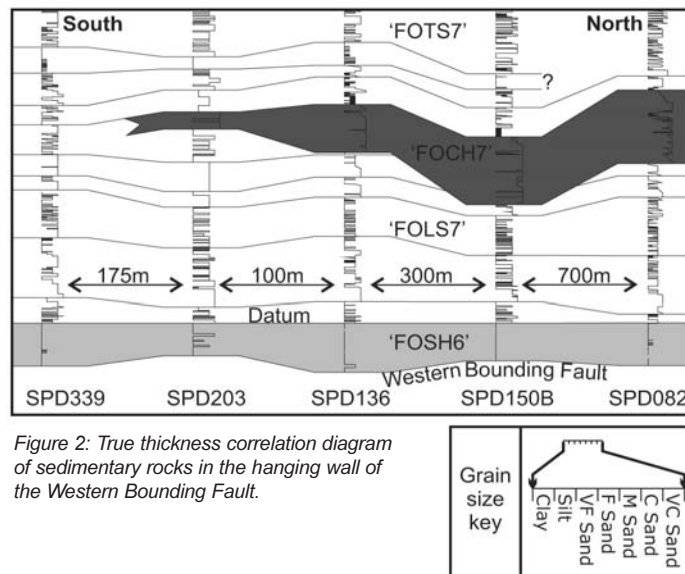 South
North
'FOTS7'
?
'FOCH7'
'FOLS7'
175m
100m
300m
700m
Datum
'FOSH6'
Western Bounding Fault
SPD339
SPD203
SPD136
SPD150B
SPD082
Figure 2: True thickness correlation diagram
of sedimentary rocks in the hanging wall of
the Western Bounding Fault.
Grain
size
key
Clay
Silt
VF Sand
F Sand
M Sand
C Sand
VC Sand